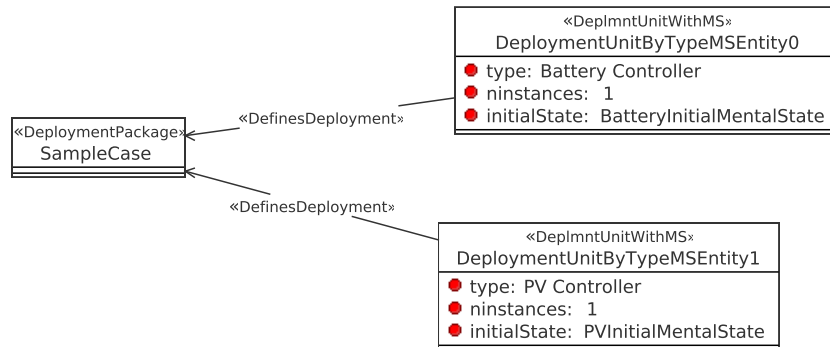 «DeplmntUnitWithMS»
DeploymentUnitByTypeMSEntity0
type: Battery Controller
ninstances: 1
initialState: BatteryInitialMentalState
«DefinesDeployment»
«DeploymentPackage»
SampleCase
«DefinesDeployment»
«DeplmntUnitWithMS»
DeploymentUnitByTypeMSEntity1
type: PV Controller
ninstances: 1
initialState: PVInitialMentalState